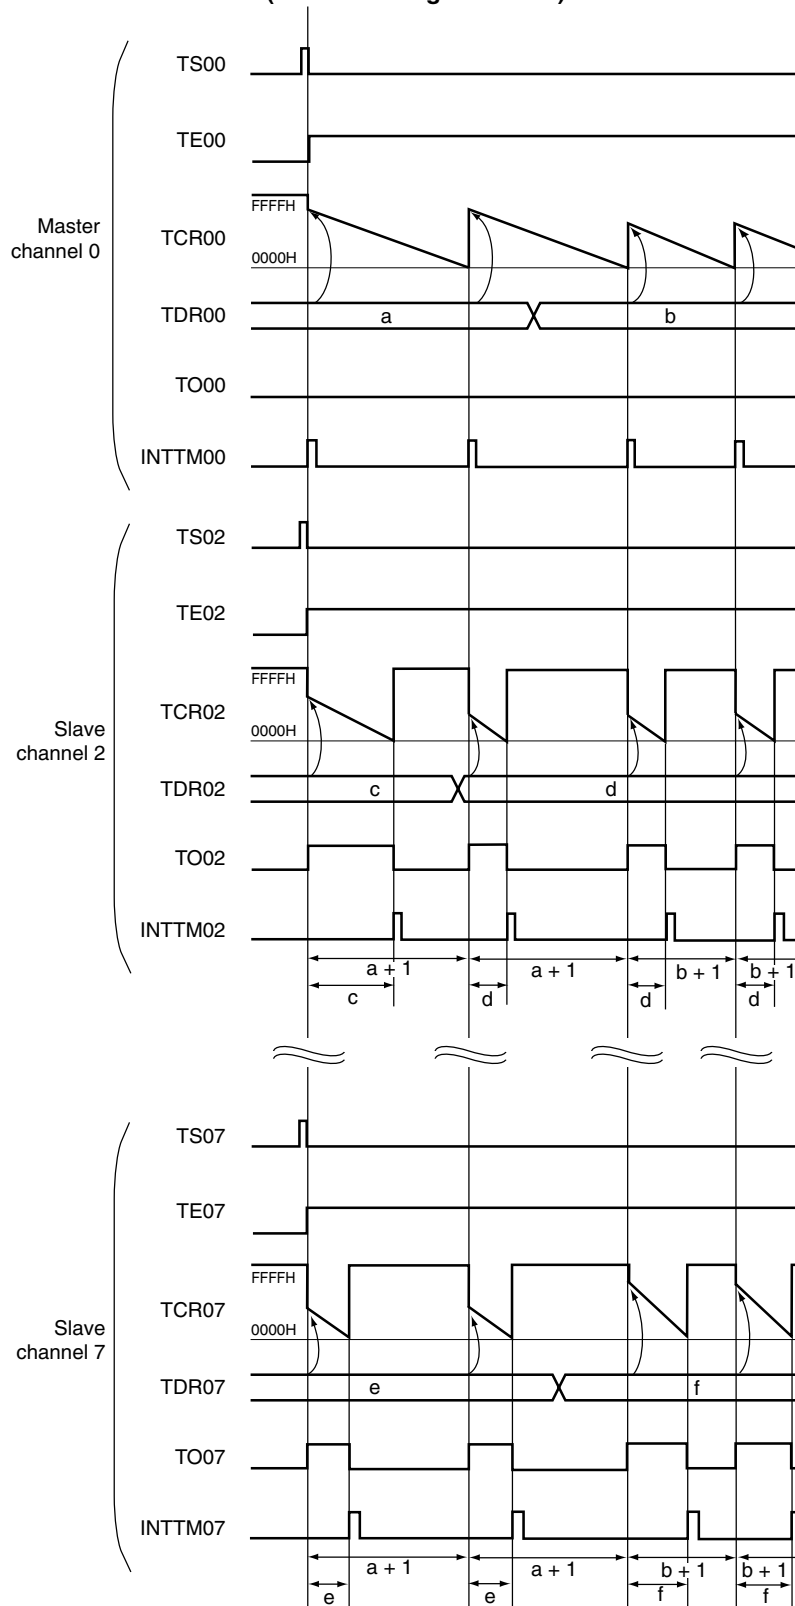 TS00
TE00
FFFFH
Master
channel 0
TCR00
0000H
TDR00
a
b
TO00
INTTM00
TS02
TE02
FFFFH
TCR02
Slave
channel 2
0000H
TDR02
c
d
TO02
INTTM02
a + 1
a + 1
b + 1
b + 1
c
d
d
d
TS07
TE07
FFFFH
TCR07
Slave
channel 7
0000H
TDR07
e
f
TO07
INTTM07
a + 1
a + 1
b + 1
b + 1
e
e
f
f